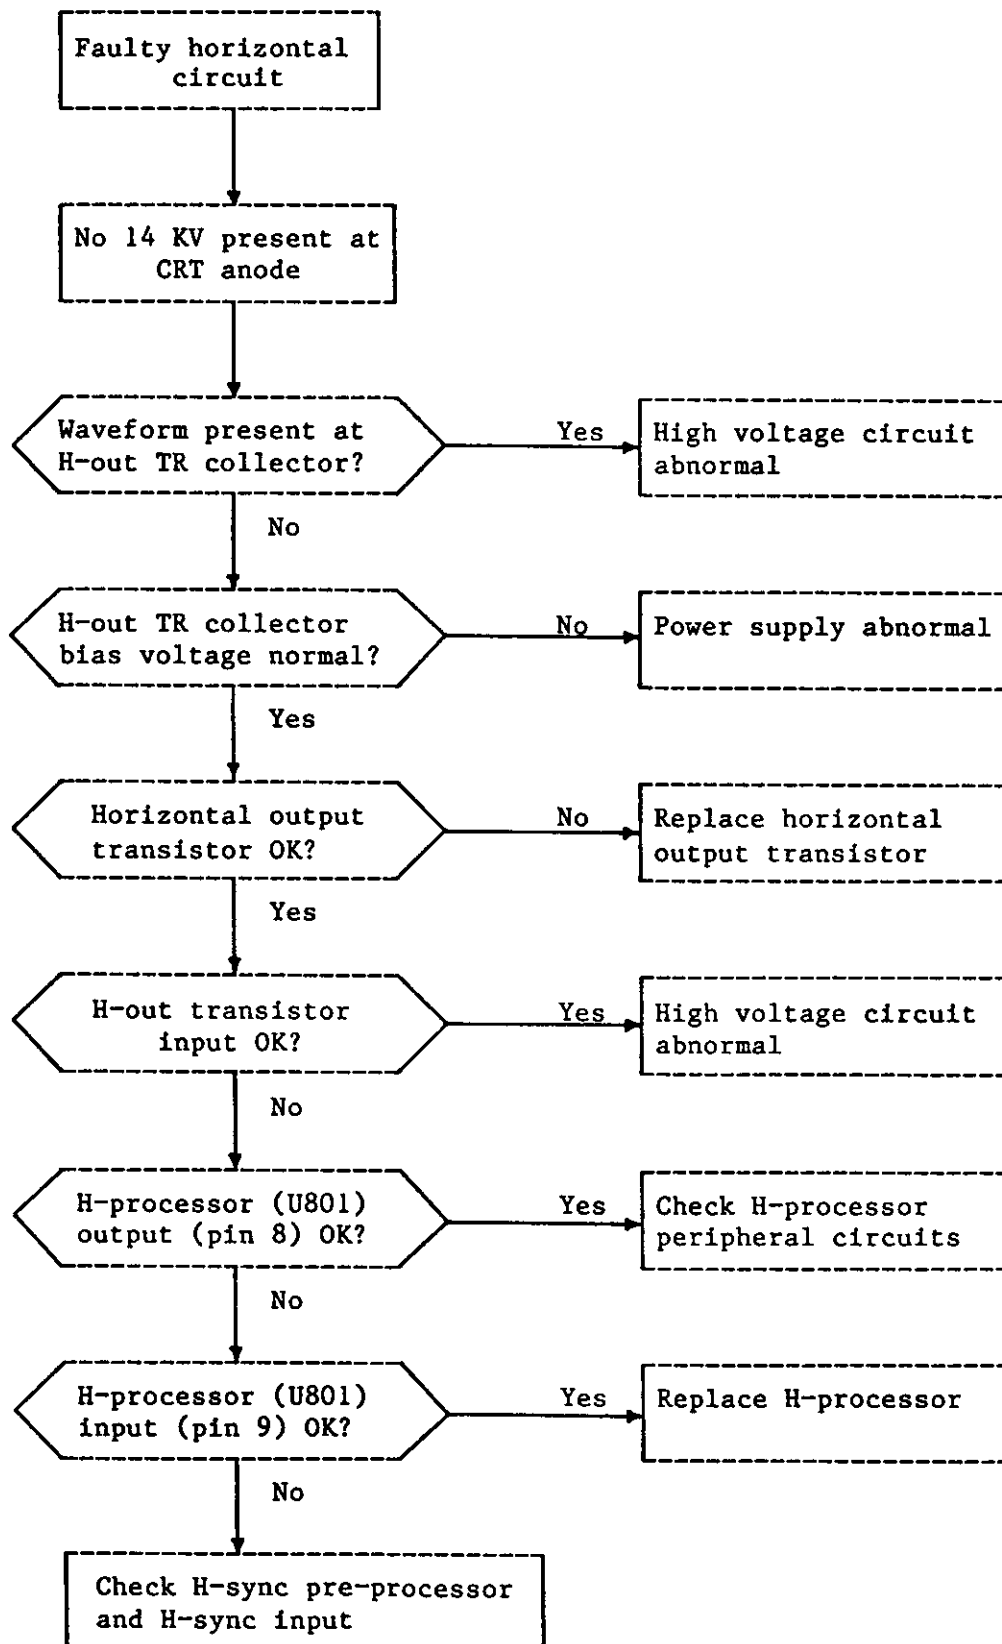 Faulty horizontal
circuit
No 14 KV present at
CRT anode
Waveform present at
H-out TR collector?
Yes
High voltage circuit
abnormal
No
H-out TR collector
bias voltage normal?
No
Power supply abnormal
Yes
Horizontal output
transistor OK?
No
Replace horizontal
output transistor
Yes
H-out transistor
input OK?
Yes
High voltage circuit
abnormal
No
H-processor (U801)
output (pin 8) OK?
Yes
Check H-processor
peripheral circuits
No
H-processor (U801)
input (pin 9) OK?
Yes
Replace H-processor
No
Check H-sync pre-processor
and H-sync input